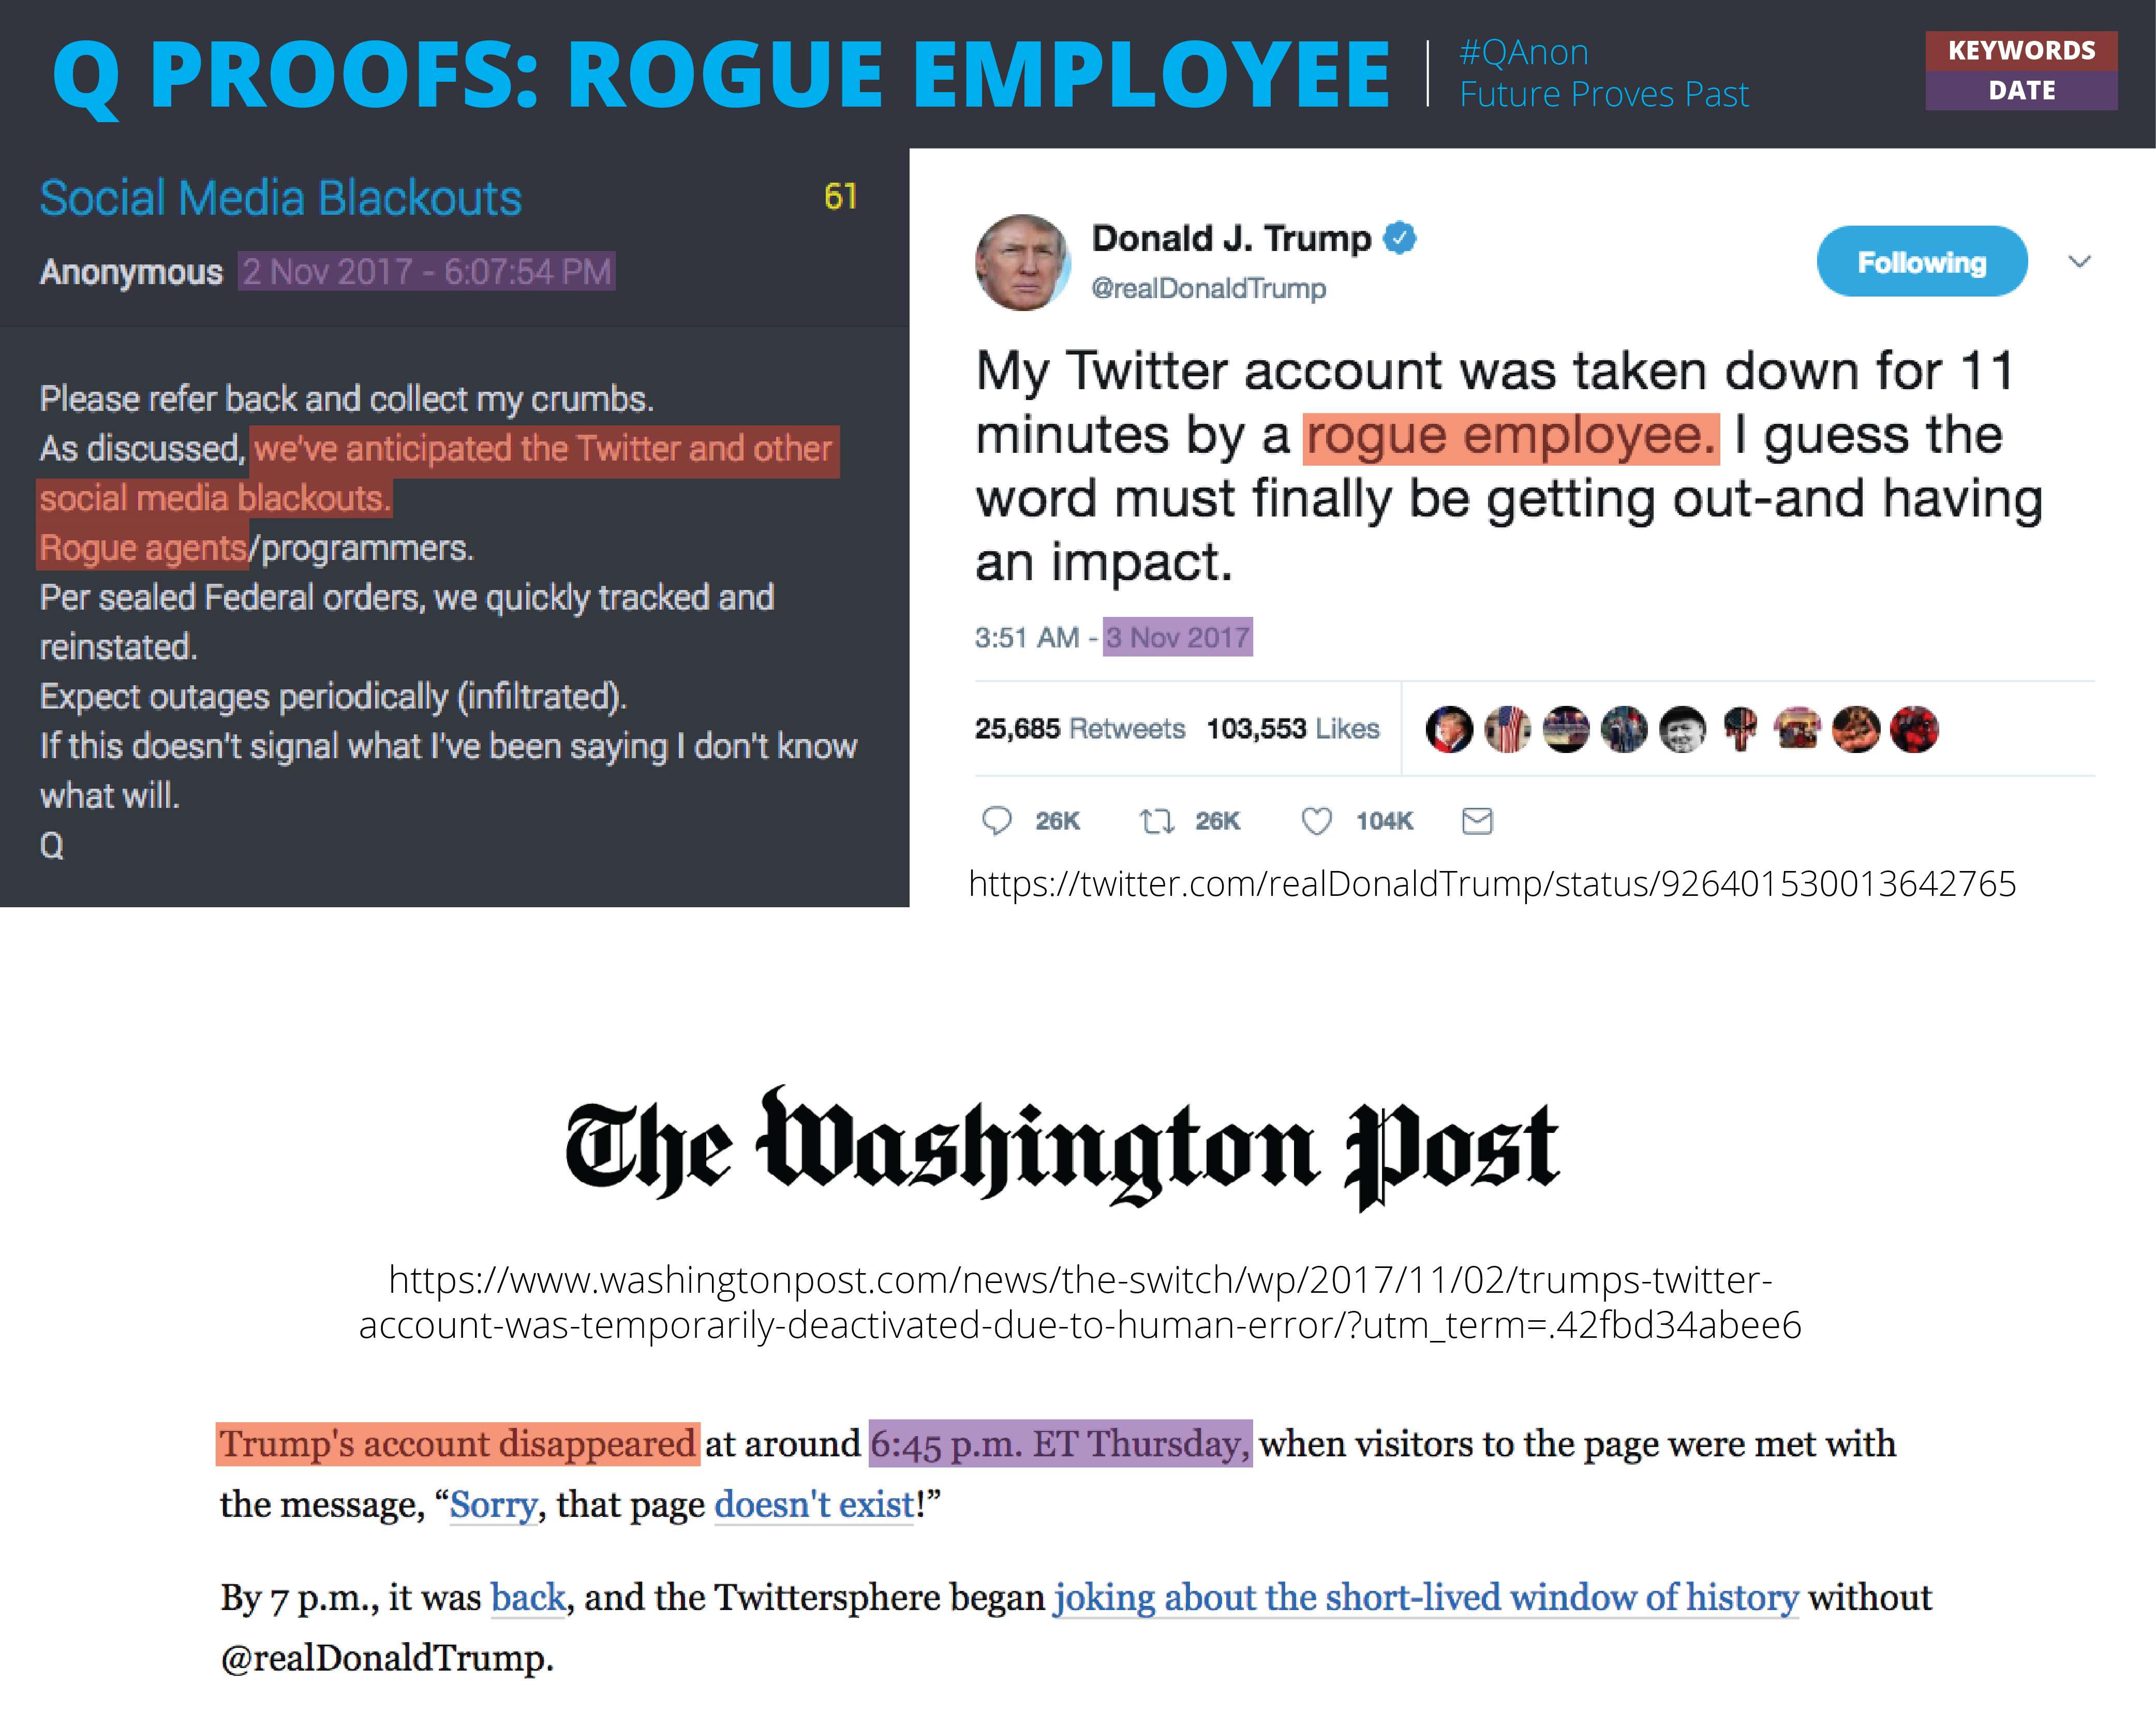 Q PROOFS: ROGUE EMPLOYEE
#QAnon
Future Proves Past
KEYWORDS
DATE
Social Media Blackouts 61
Anonymous 2 Nov 2017 - 6:07:54 PM
Please refer back and collect my crumbs.
As discussed, we've anticipated the Twitter and other
social media blackouts.
Rogue agents/programmers.
Per sealed Federal orders, we quickly tracked and
reinstated.
Expect outages periodically (infiltrated).
If this doesn't signal what I've been saying I don't know
what will.
Q
Donald J. Trump
@realDonaldTrump
Following
My Twitter account was taken down for 11
minutes by a rogue employee. I guess the
word must finally be getting out-and having
an impact.
3:51 AM - 3 Nov 2017
25,685 Retweets 103,553 Likes
26K 26K 104K
https://twitter.com/realDonaldTrump/status/926401530013642765
The Washington Post
https://www.washingtonpost.com/news/the-switch/wp/2017/11/02/trumps-twitter-
account-was-temporarily-deactivated-due-to-human-error/?utm_term=.42fbd34abee6
Trump's account disappeared at around 6:45 p.m. ET Thursday, when visitors to the page were met with
the message, “Sorry, that page doesn't exist!”
By 7 p.m., it was back, and the Twittersphere began joking about the short-lived window of history without
@realDonaldTrump.